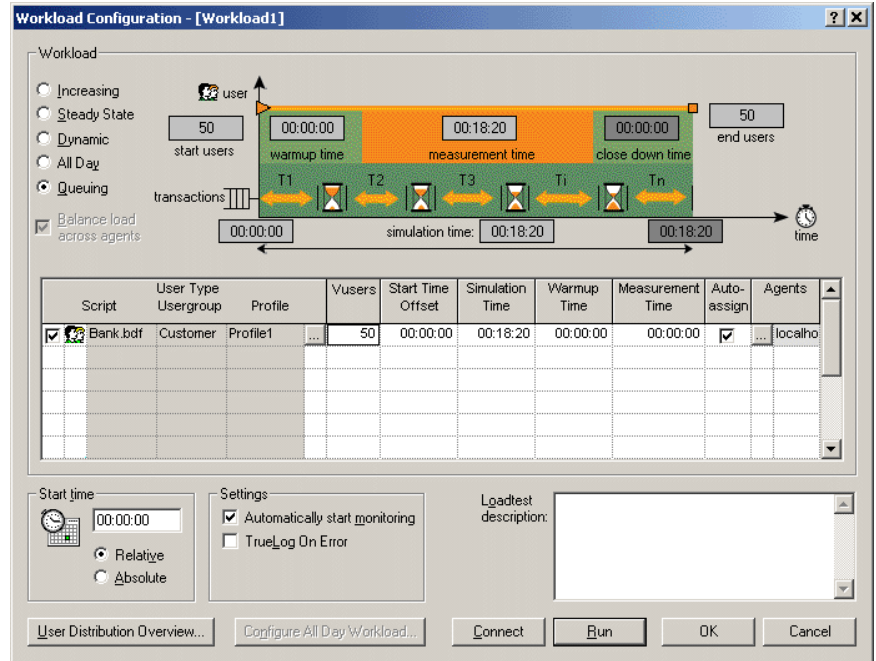 Workload Configuration - [Workload1]
Workload
Increasing
Steady State
Dynamic
All Day
Queuing
Balance load
across agents
user
50
start users
00:00:00
warmup time
00:18:20
measurement time
00:00:00
close down time
50
end users
transactions
T1
T2
T3
Ti
Tn
00:00:00
simulation time:
00:18:20
00:18:20
time
Script
User Type
Usergroup
Profile
Vusers
Start Time
Offset
Simulation
Time
Warmup
Time
Measurement
Time
Auto-
assign
Agents
Bank.bdf Customer Profile1 ... 50 00:00:00 00:18:20 00:00:00 00:00:00 ... localho
Start time
00:00:00
Relative
Absolute
Settings
Automatically start monitoring
TrueLog On Error
Loadtest
description:
User Distribution Overview...
Configure All Day Workload...
Connect
Run
OK
Cancel